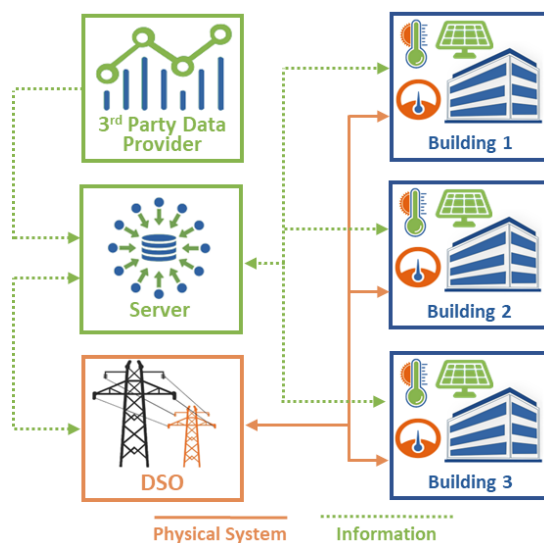 3rd Party Data
Provider
Building 1
Server
Building 2
DSO
Building 3
Physical System
Information